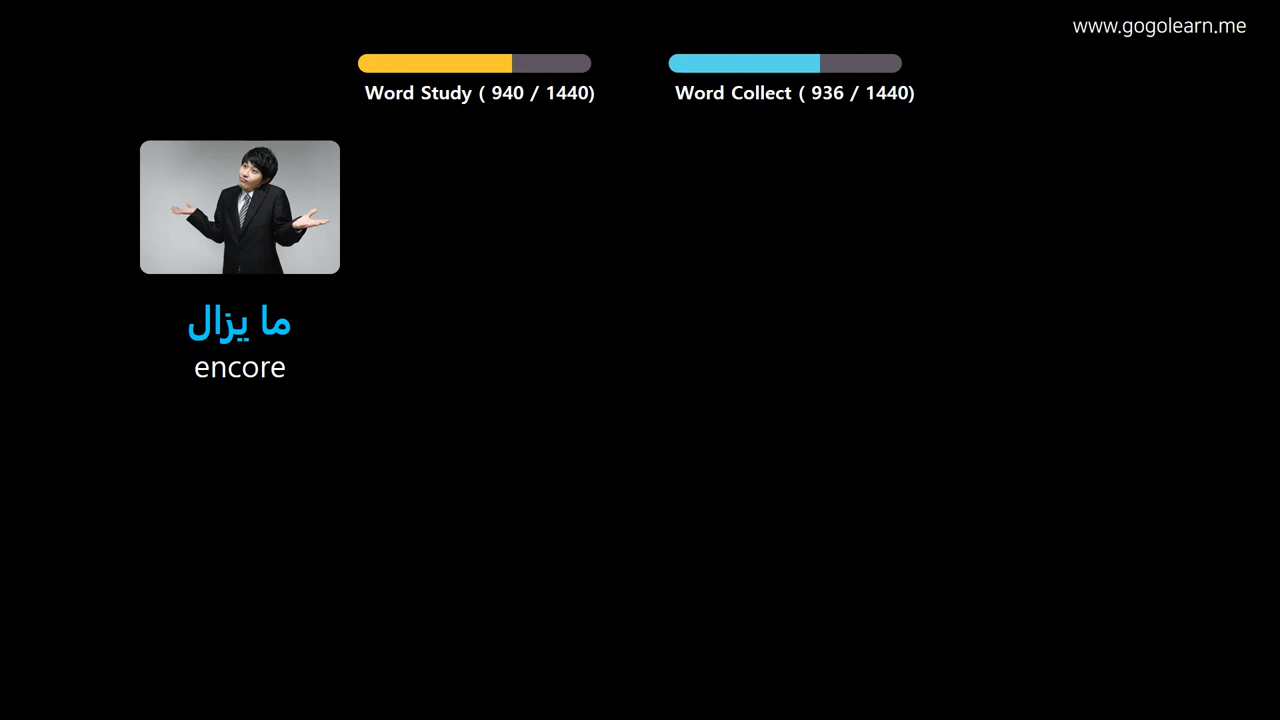 www.gogolearn.me
Word Study ( 940 / 1440)
Word Collect ( 936 / 1440)
ما يزال
encore